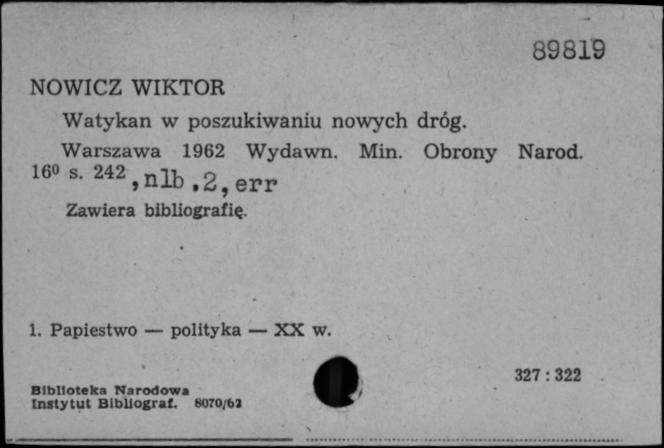 89819
NOWICZ WIKTOR
Watykan w poszukiwaniu nowych dróg.
Warszawa 1962 Wydawn. Min. Obrony Narod.
16⁰ s. 242, nlb. 2, err
Zawiera bibliografię.
1. Papiestwo — polityka — XX w.
327 : 322
Biblioteka Narodowa
Instytut Bibliograf. 8070/62